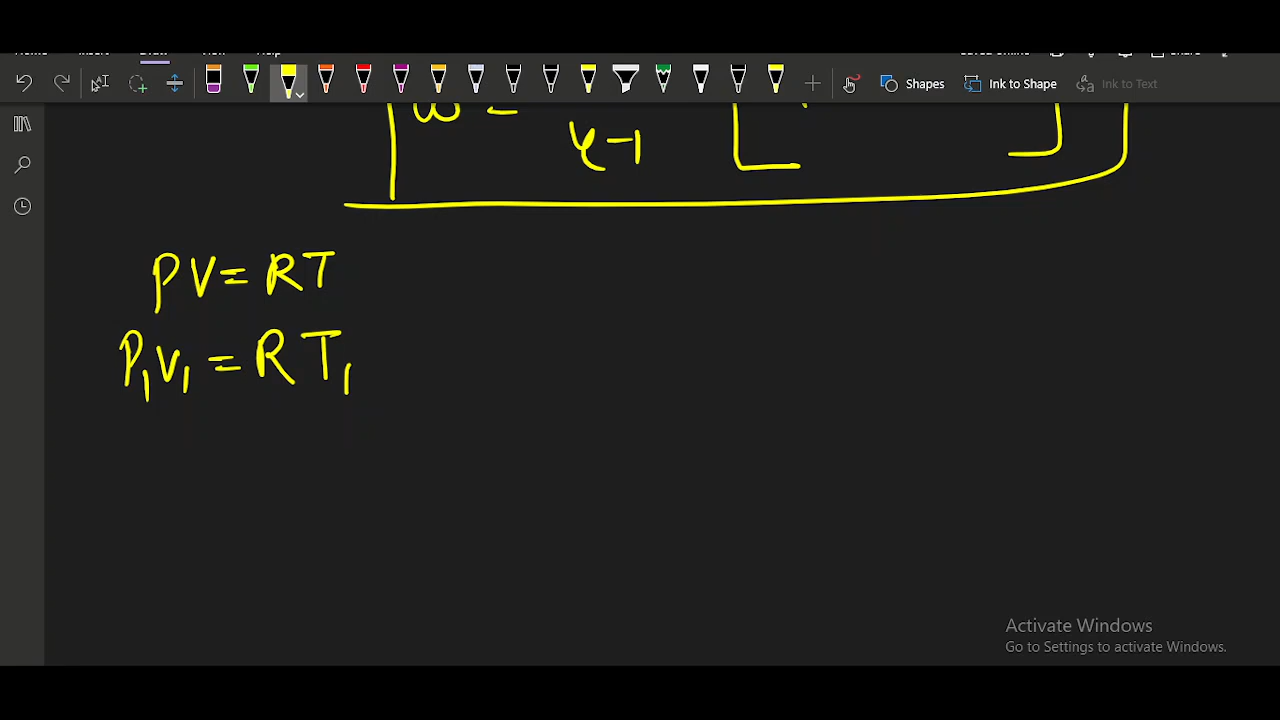 Shapes Ink to Shape Ink to Text
w =
γ-1
PV = RT
P₁V₁ = RT₁
Activate Windows
Go to Settings to activate Windows.